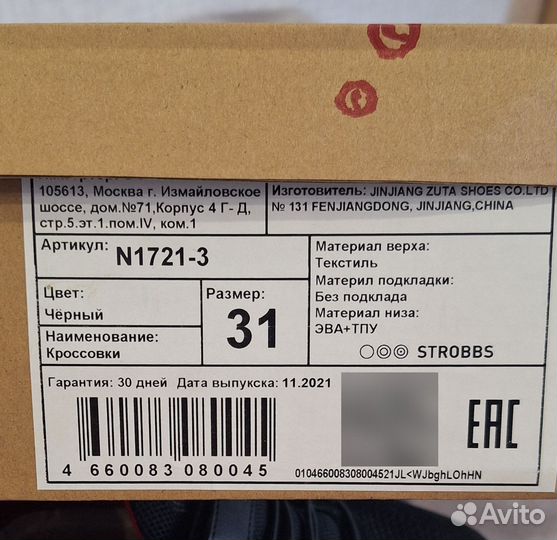 105613, Москва г. Измайловское
шоссе, дом.№71,Корпус 4 Г- Д,
стр.5.эт.1.пом.IV, ком.1
Изготовитель: JINJIANG ZUTA SHOES CO.LTD
№ 131 FENJIANGDONG, JINJIANG,CHINA
Артикул: N1721-3
Цвет:
Чёрный
Наименование:
Кроссовки
Размер:
31
Материал верха:
Текстиль
Материл подкладки:
Без подклада
Материал низа:
ЭВА+ТПУ
STROBBS
Гарантия: 30 дней Дата выпуска: 11.2021
4 660083 080045
010466008308004521JL<WJbghLOhHN
EAC
Avito